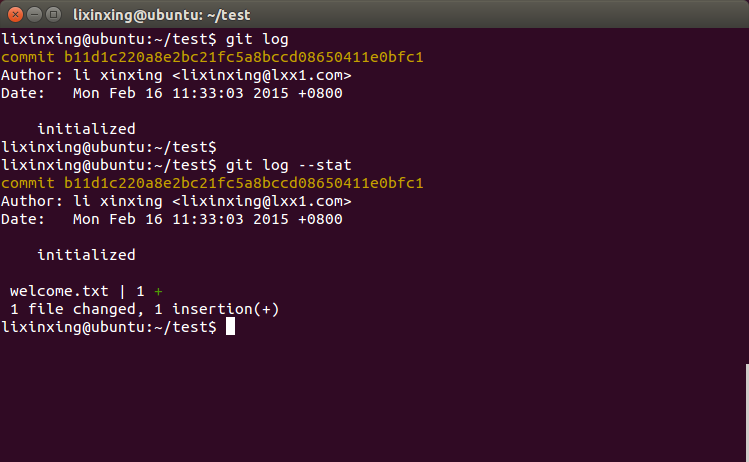 lixinxing@ubuntu: ~/test
lixinxing@ubuntu:~/test$ git log
commit b11d1c220a8e2bc21fc5a8bccd08650411e0bfc1
Author: li xinxing <lixinxing@lxx1.com>
Date:   Mon Feb 16 11:33:03 2015 +0800
    initialized
lixinxing@ubuntu:~/test$
lixinxing@ubuntu:~/test$ git log --stat
commit b11d1c220a8e2bc21fc5a8bccd08650411e0bfc1
Author: li xinxing <lixinxing@lxx1.com>
Date:   Mon Feb 16 11:33:03 2015 +0800
    initialized
 welcome.txt | 1 +
 1 file changed, 1 insertion(+)
lixinxing@ubuntu:~/test$